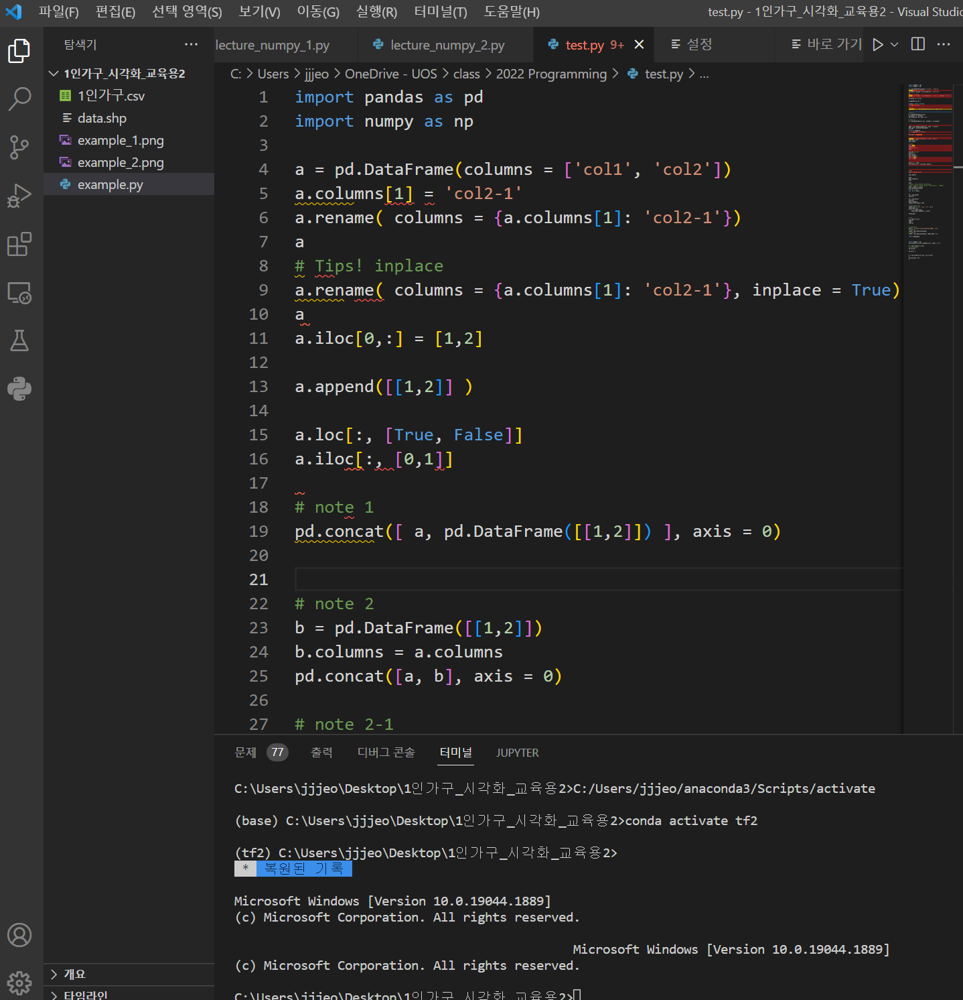 파일(F) 편집(E) 선택 영역(S) 보기(V) 이동(G) 실행(R) 터미널(T) 도움말(H) test.py - 1인가구_시각화_교육용2 - Visual Studio
탐색기 ···
lecture_numpy_1.py lecture_numpy_2.py test.py 9+ 설정 바로 가기
1인가구_시각화_교육용2
1인가구.csv
data.shp
example_1.png
example_2.png
example.py
C: > Users > jjjeo > OneDrive - UOS > class > 2022 Programming > test.py > ...
1 import pandas as pd
2 import numpy as np
3
4 a = pd.DataFrame(columns = ['col1', 'col2'])
5 a.columns[1] = 'col2-1'
6 a.rename( columns = {a.columns[1]: 'col2-1'})
7 a
8 # Tips! inplace
9 a.rename( columns = {a.columns[1]: 'col2-1'}, inplace = True)
10 a
11 a.iloc[0,:] = [1,2]
12
13 a.append([[1,2]] )
14
15 a.loc[:, [True, False]]
16 a.iloc[:, [0,1]]
17
18 # note 1
19 pd.concat([ a, pd.DataFrame([[1,2]]) ], axis = 0)
20
21
22 # note 2
23 b = pd.DataFrame([[1,2]])
24 b.columns = a.columns
25 pd.concat([a, b], axis = 0)
26
27 # note 2-1
문제 77 출력 디버그 콘솔 터미널 JUPYTER
C:\Users\jjjeo\Desktop\1인가구_시각화_교육용2>C:/Users/jjjeo/anaconda3/Scripts/activate
(base) C:\Users\jjjeo\Desktop\1인가구_시각화_교육용2>conda activate tf2
(tf2) C:\Users\jjjeo\Desktop\1인가구_시각화_교육용2>
* 복원된 기록
Microsoft Windows [Version 10.0.19044.1889]
(c) Microsoft Corporation. All rights reserved.
Microsoft Windows [Version 10.0.19044.1889]
(c) Microsoft Corporation. All rights reserved.
C:\Users\jjjeo\Desktop\1인가구_시각화_교육용2>
개요
타임라인